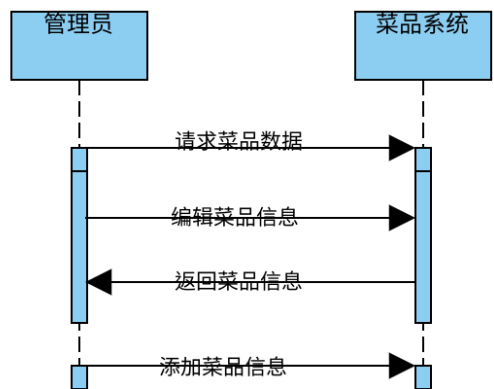 管理员
菜品系统
请求菜品数据
编辑菜品信息
返回菜品信息
添加菜品信息